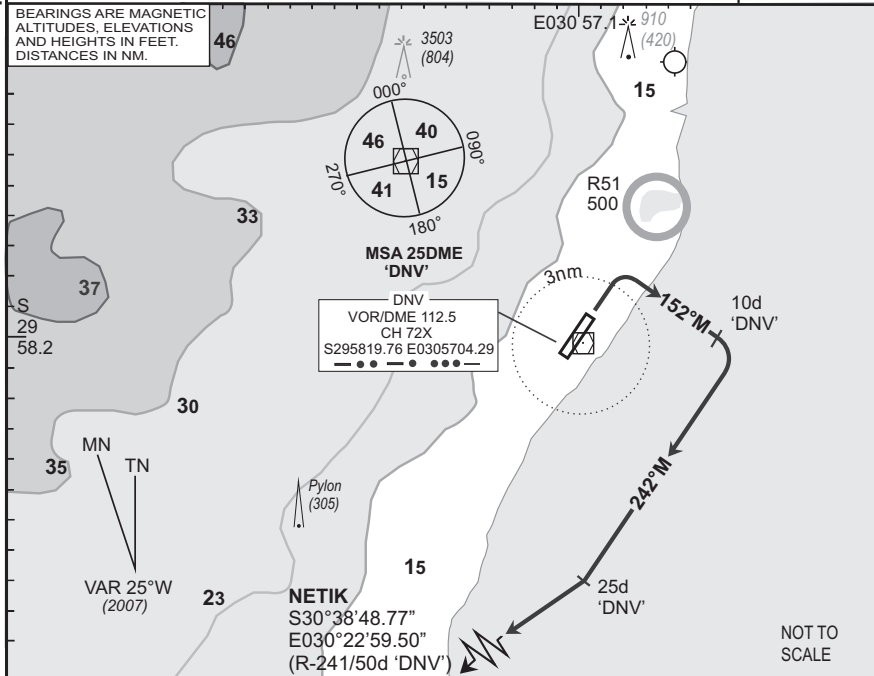 BEARINGS ARE MAGNETIC
ALTITUDES, ELEVATIONS
AND HEIGHTS IN FEET.
DISTANCES IN NM.
46
3503
(804)
E030 57.1
910
(420)
15
000°
090°
180°
270°
46
40
41
15
MSA 25DME
'DNV'
R51
500
33
37
S
29
58.2
3nm
DNV
VOR/DME 112.5
CH 72X
S295819.76 E0305704.29
152°M
10d
'DNV'
30
35
MN
TN
VAR 25°W
(2007)
Pylon
(305)
242°M
15
23
25d
'DNV'
NETIK
S30°38'48.77”
E030°22'59.50”
(R-241/50d 'DNV')
NOT TO
SCALE